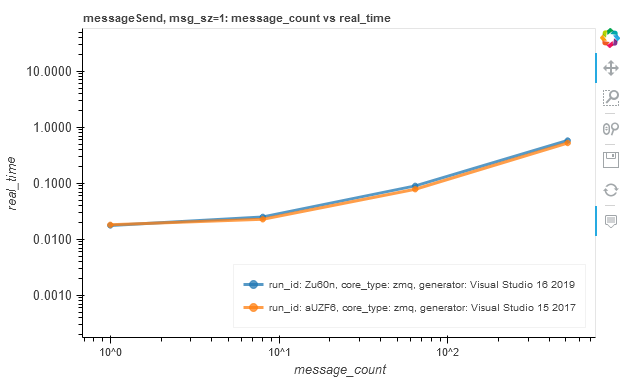 messageSend, msg_sz=1: message_count vs real_time
10.0000
1.0000
0.1000
0.0100
0.0010
real_time
run_id: Zu60n, core_type: zmq, generator: Visual Studio 16 2019
run_id: aUZF6, core_type: zmq, generator: Visual Studio 15 2017
10^0
10^1
10^2
message_count